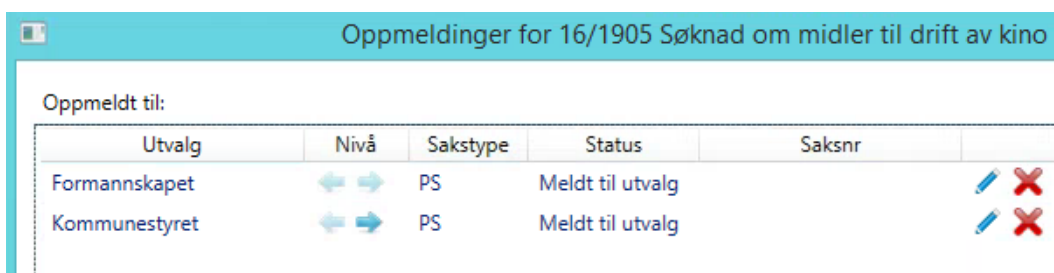 Oppmeldinger for 16/1905 Søknad om midler til drift av kino
Oppmeldt til:
Utvalg Nivå Sakstype Status Saksnr
Formannskapet PS Meldt til utvalg
Kommunestyret PS Meldt til utvalg